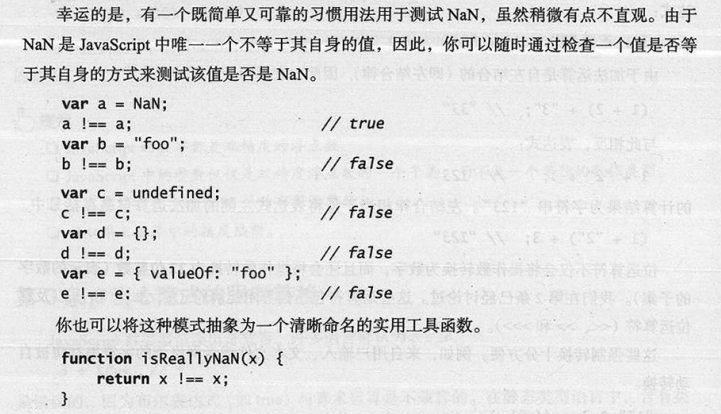 幸运的是，有一个既简单又可靠的习惯用法用于测试 NaN，虽然稍微有点不直观。由于
NaN 是 JavaScript 中唯一一个不等于其自身的值，因此，你可以随时通过检查一个值是否等
于其自身的方式来测试该值是否是 NaN。
var a = NaN;
a !== a; // true
var b = "foo";
b !== b; // false
var c = undefined;
c !== c; // false
var d = {};
d !== d; // false
var e = { valueOf: "foo" };
e !== e; // false
你也可以将这种模式抽象为一个清晰命名的实用工具函数。
function isReallyNaN(x) {
    return x !== x;
}